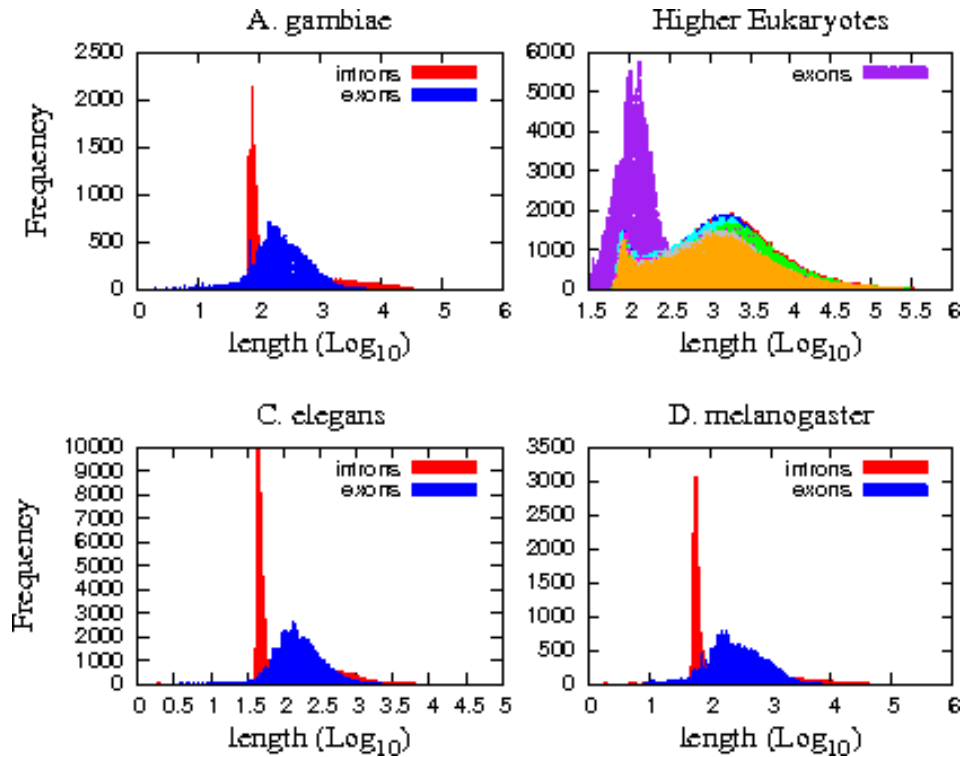 A. gambiae
Frequency
2500
2000
1500
1000
500
0
introns
exons
0 1 2 3 4 5 6
length (Log10)
Higher Eukaryotes
6000
5000
4000
3000
2000
1000
0
exons
1.5 2 2.5 3 3.5 4 4.5 5 5.5 6
length (Log10)
C. elegans
Frequency
10000
9000
8000
7000
6000
5000
4000
3000
2000
1000
0
introns
exons
0 0.5 1 1.5 2 2.5 3 3.5 4 4.5 5
length (Log10)
D. melanogaster
3500
3000
2500
2000
1500
1000
500
0
introns
exons
0 1 2 3 4 5 6
length (Log10)